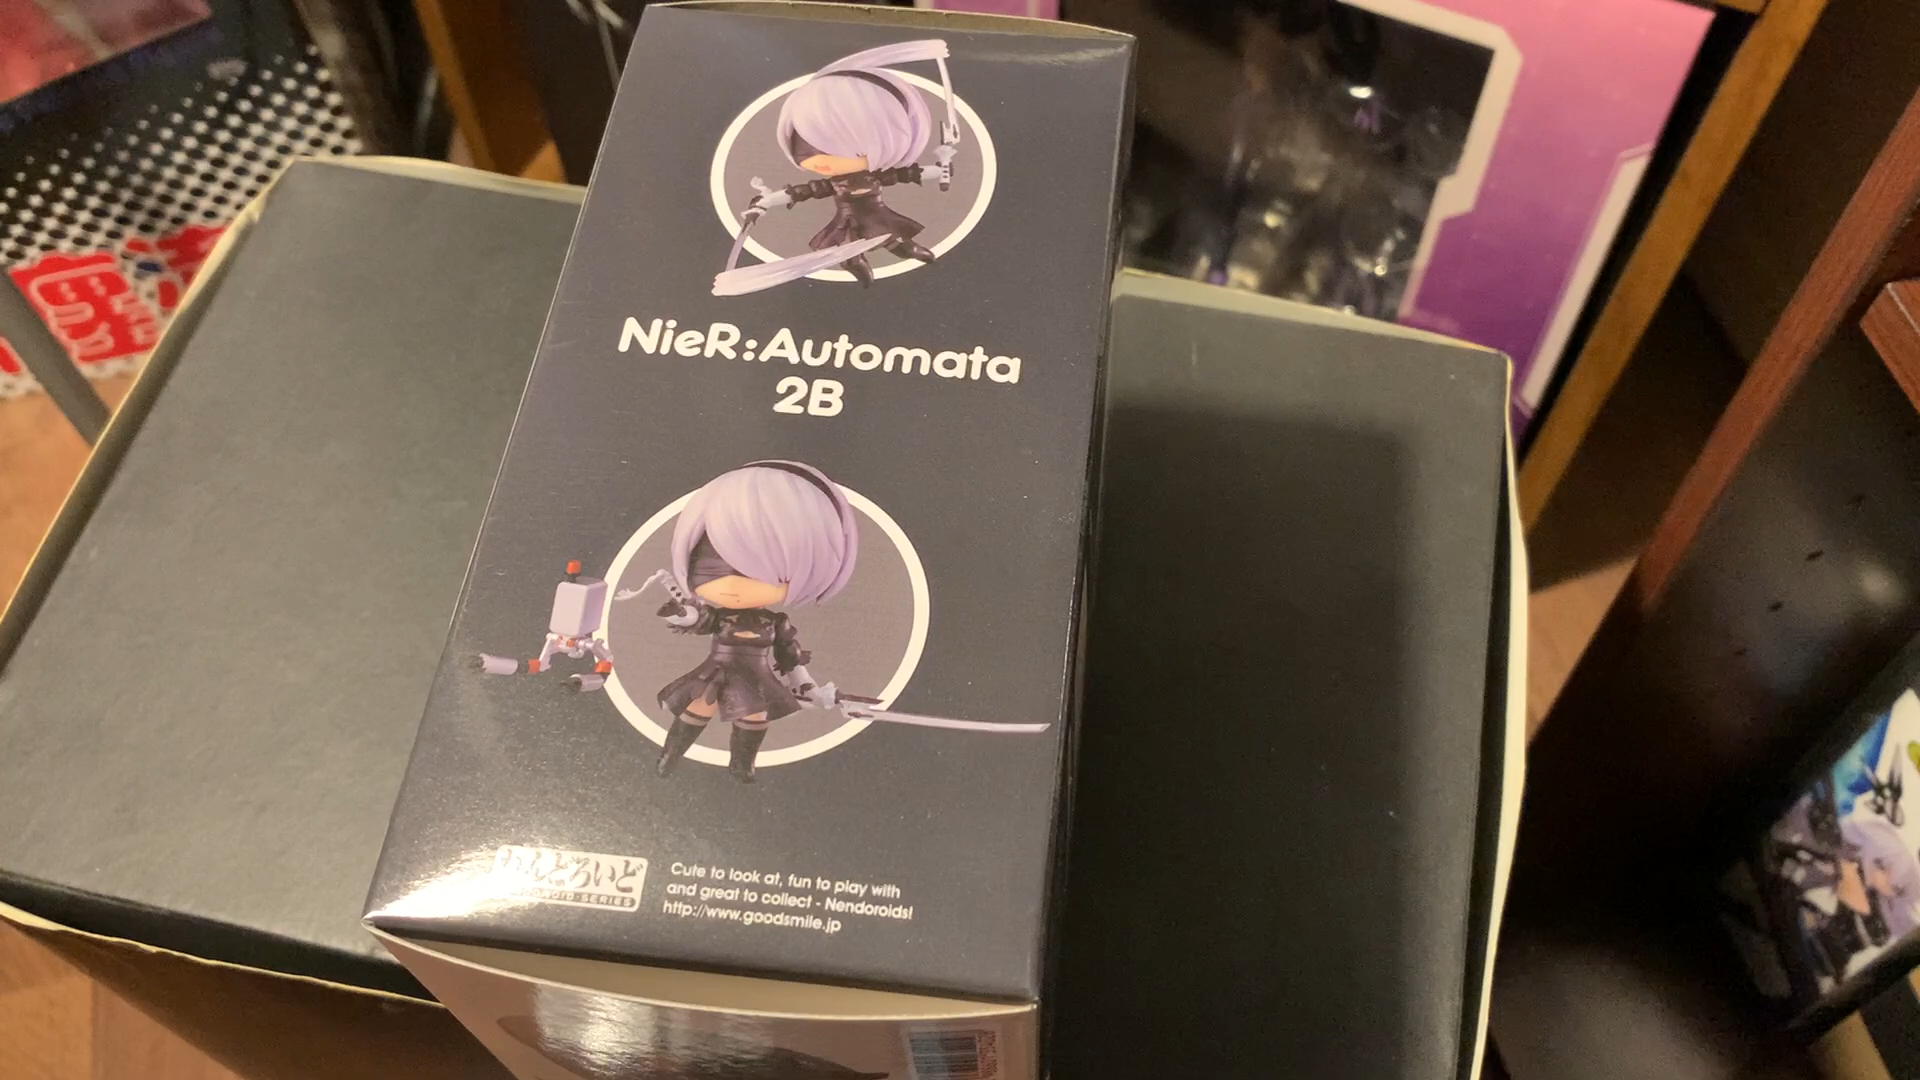 NieR:Automata
2B
ねんどろいど
Cute to look at, fun to play with
and great to collect - Nendoroids!
http://www.goodsmile.jp